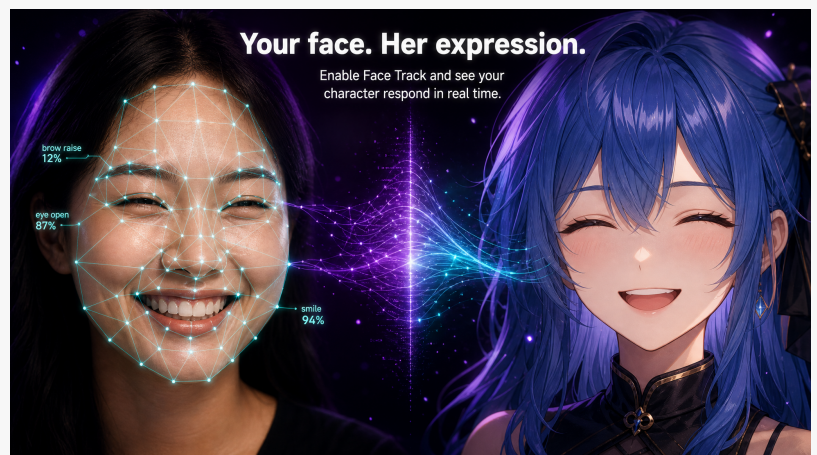 Your face. Her expression.
Enable Face Track and see your
character respond in real time.
brow raise
12%
eye open
87%
smile
94%